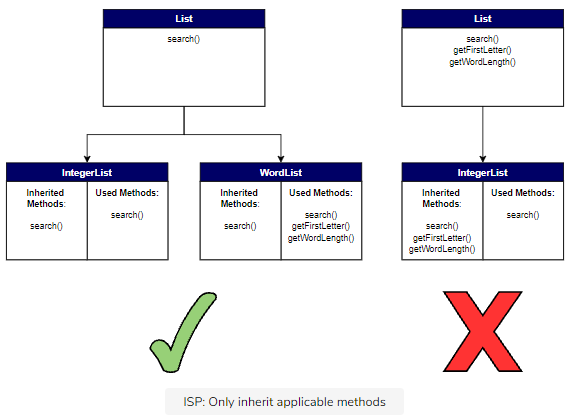 List
search()
List
search()
getFirstLetter()
getWordLength()
IntegerList
Inherited
Methods:
search()
Used Methods:
search()
WordList
Inherited
Methods:
search()
Used Methods:
search()
getFirstLetter()
getWordLength()
IntegerList
Inherited
Methods:
search()
getFirstLetter()
getWordLength()
Used Methods:
search()
ISP: Only inherit applicable methods